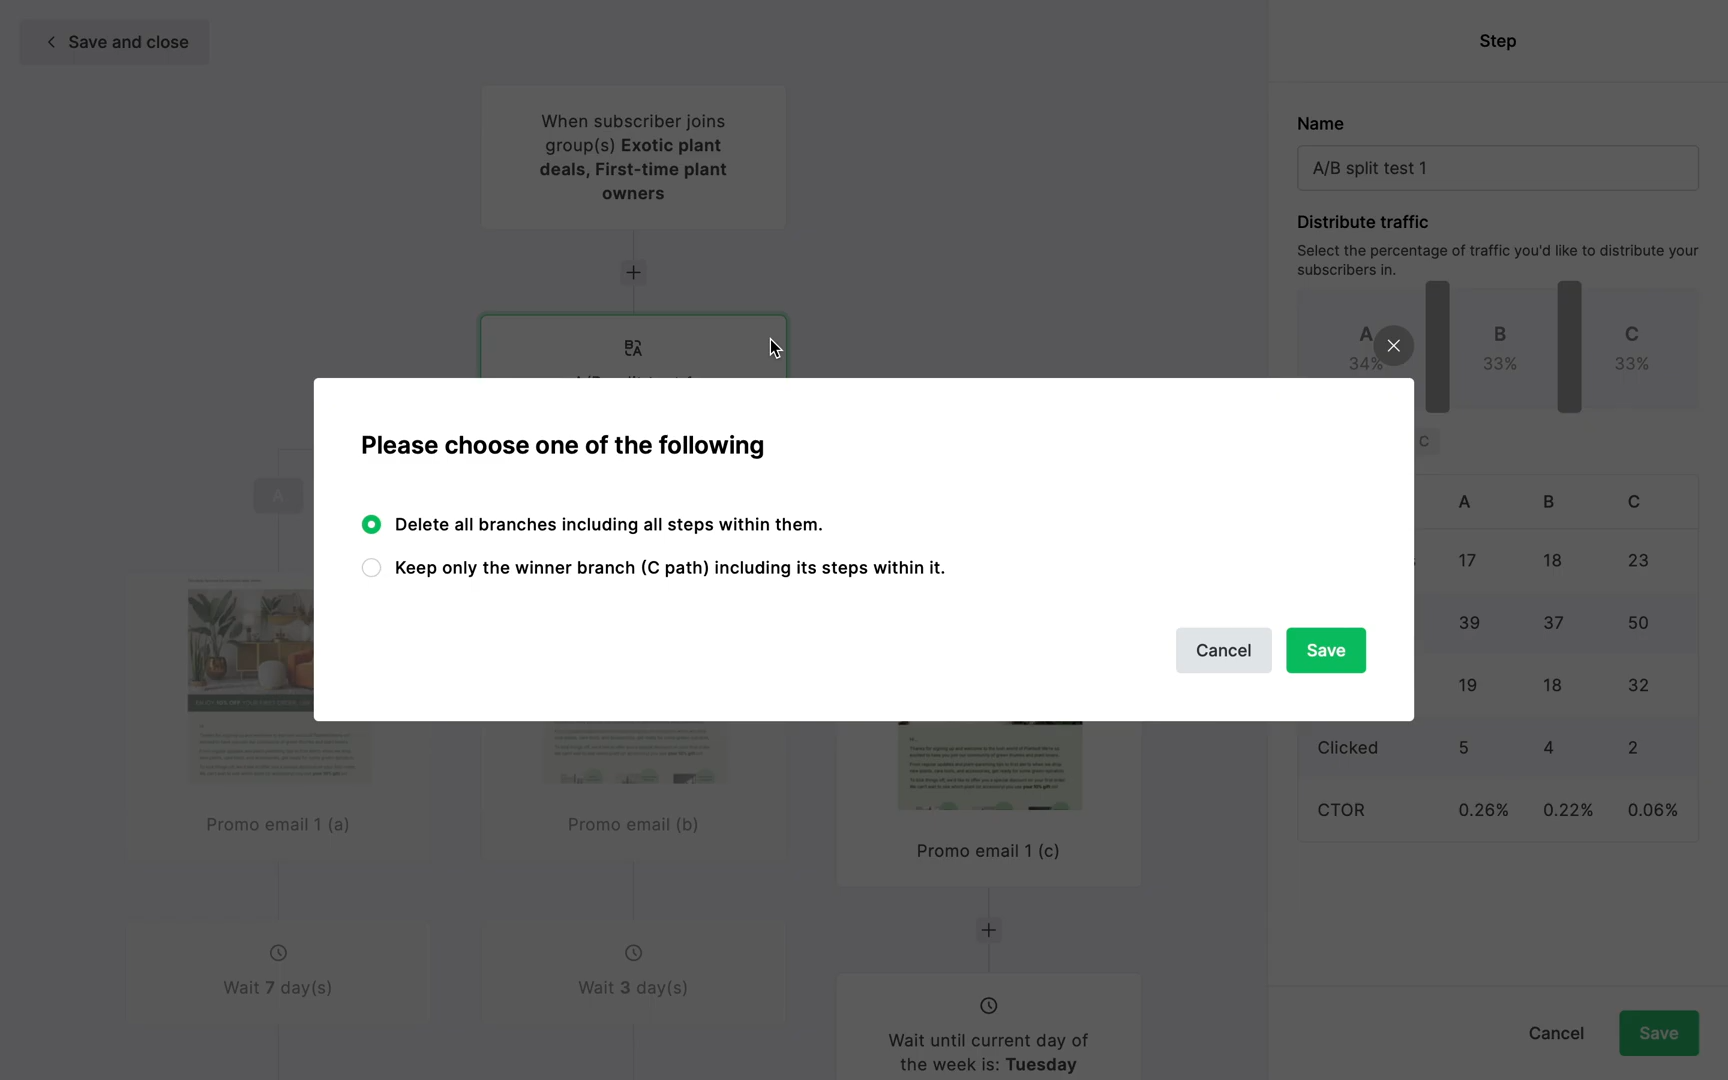 Save and close
Step
When subscriber joins
group(s) Exotic plant
deals, First-time plant
owners
Name
A/B split test 1
Distribute traffic
Select the percentage of traffic you'd like to distribute your
subscribers in.
A
34%
B
33%
C
33%
C
Please choose one of the following
Delete all branches including all steps within them.
Keep only the winner branch (C path) including its steps within it.
Cancel
Save
A
A B C
17 18 23
39 37 50
19 18 32
Clicked 5 4 2
CTOR 0.26% 0.22% 0.06%
Promo email 1 (a)
Promo email (b)
Promo email 1 (c)
Wait 7 day(s)
Wait 3 day(s)
Wait until current day of
the week is: Tuesday
Cancel
Save